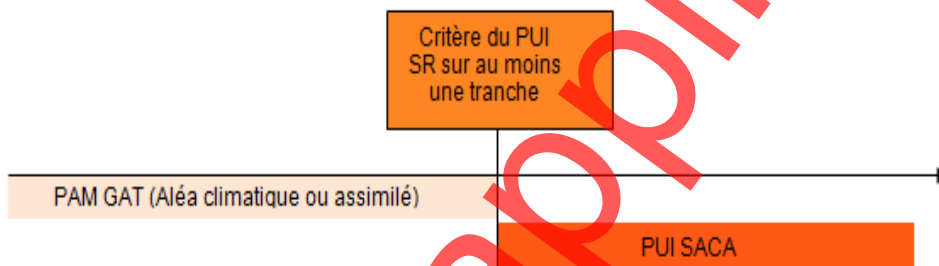 Critère du PUI
SR sur au moins
une tranche
PAM GAT (Aléa climatique ou assimilé)
PUI SACA